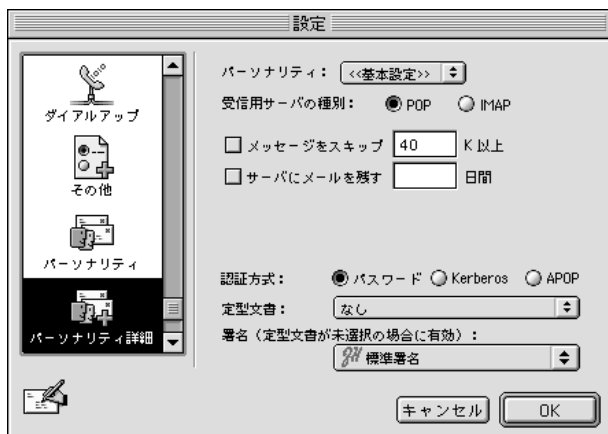 設定
ダイアルアップ
その他
パーソナリティ
パーソナリティ詳細
パーソナリティ: <<基本設定>>
受信用サーバの種別: POP IMAP
メッセージをスキップ 40 K以上
サーバにメールを残す 日間
認証方式: パスワード Kerberos APOP
定型文書: なし
署名(定型文書が未選択の場合に有効):
標準署名
キャンセル OK